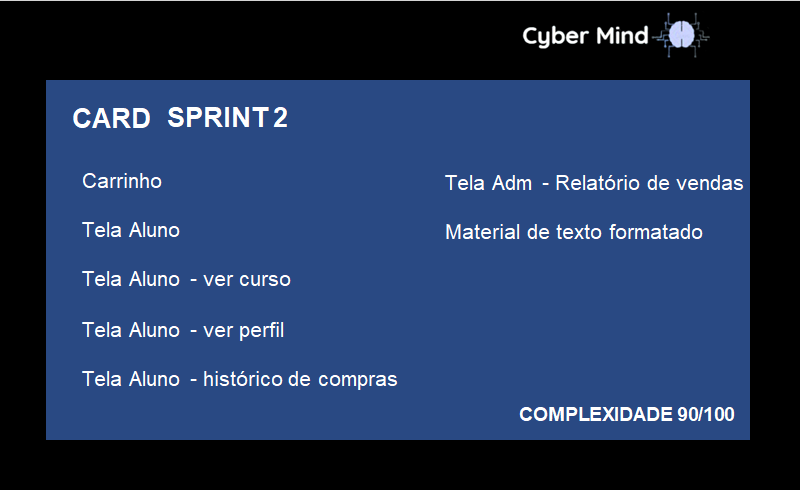 Cyber Mind
CARD SPRINT 2
Carrinho
Tela Aluno
Tela Aluno - ver curso
Tela Aluno - ver perfil
Tela Aluno - histórico de compras
Tela Adm - Relatório de vendas
Material de texto formatado
COMPLEXIDADE 90/100